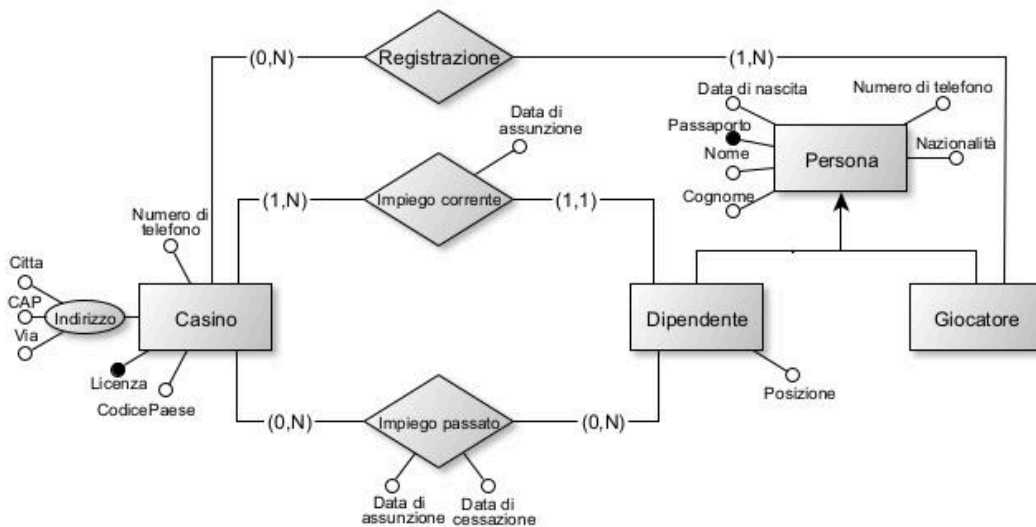 (0,N)
Registrazione
(1,N)
Data di nascita
Numero di telefono
Passaporto
Nome
Persona
Nazionalità
Cognome
Data di
assunzione
(1,N)
Impiego corrente
(1,1)
Numero di
telefono
Citta
CAP
Via
Indirizzo
Casino
Dipendente
Giocatore
Licenza
CodicePaese
Posizione
(0,N)
Impiego passato
(0,N)
Data di
assunzione
Data di
cessazione